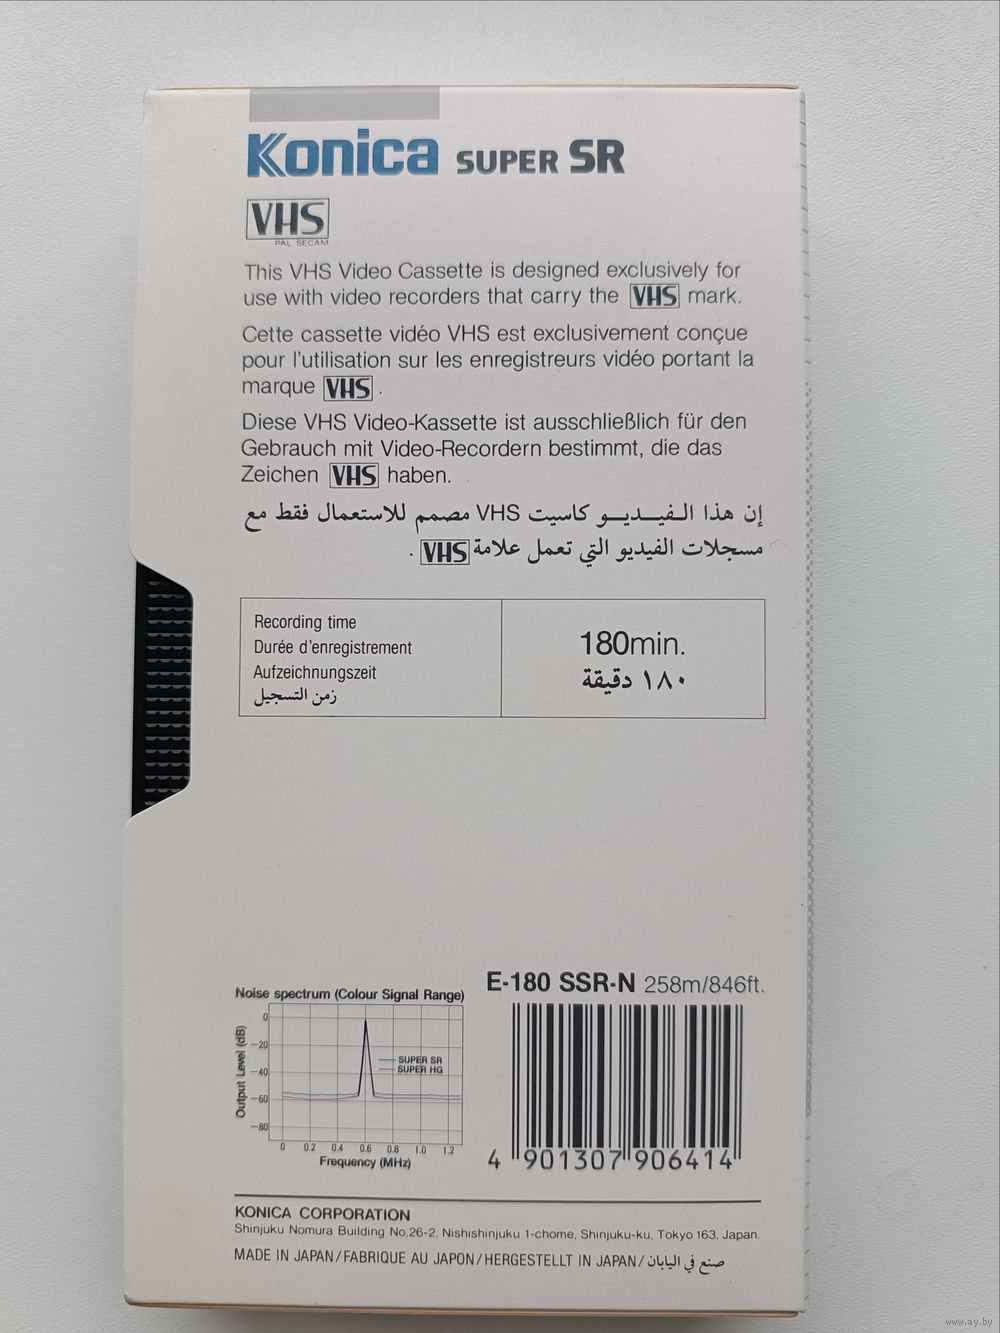 Konica SUPER SR
VHS
PAL SECAM
This VHS Video Cassette is designed exclusively for
use with video recorders that carry the VHS mark.
Cette cassette vidéo VHS est exclusivement conçue
pour l'utilisation sur les enregistreurs vidéo portant la
marque VHS .
Diese VHS Video-Kassette ist ausschließlich für den
Gebrauch mit Video-Recordern bestimmt, die das
Zeichen VHS haben.
إن هذا الفيديو كاسيت VHS مصمم للاستعمال فقط مع
مسجلات الفيديو التي تعمل علامة VHS .
Recording time
Durée d'enregistrement
Aufzeichnungszeit
زمن التسجيل
180min.
١٨٠ دقيقة
E-180 SSR-N 258m/846ft.
Noise spectrum (Colour Signal Range)
Output Level (dB)
0
-20
-40
-60
-80
SUPER SR
SUPER HG
0 0.2 0.4 0.6 0.8 1.0 1.2
Frequency (MHz)
4 901307 906414
KONICA CORPORATION
Shinjuku Nomura Building No,26-2, Nishishinjuku 1-chome, Shinjuku-ku, Tokyo 163, Japan.
MADE IN JAPAN/FABRIQUE AU JAPON/HERGESTELLT IN JAPAN/صنع في اليابان
www.ay.by